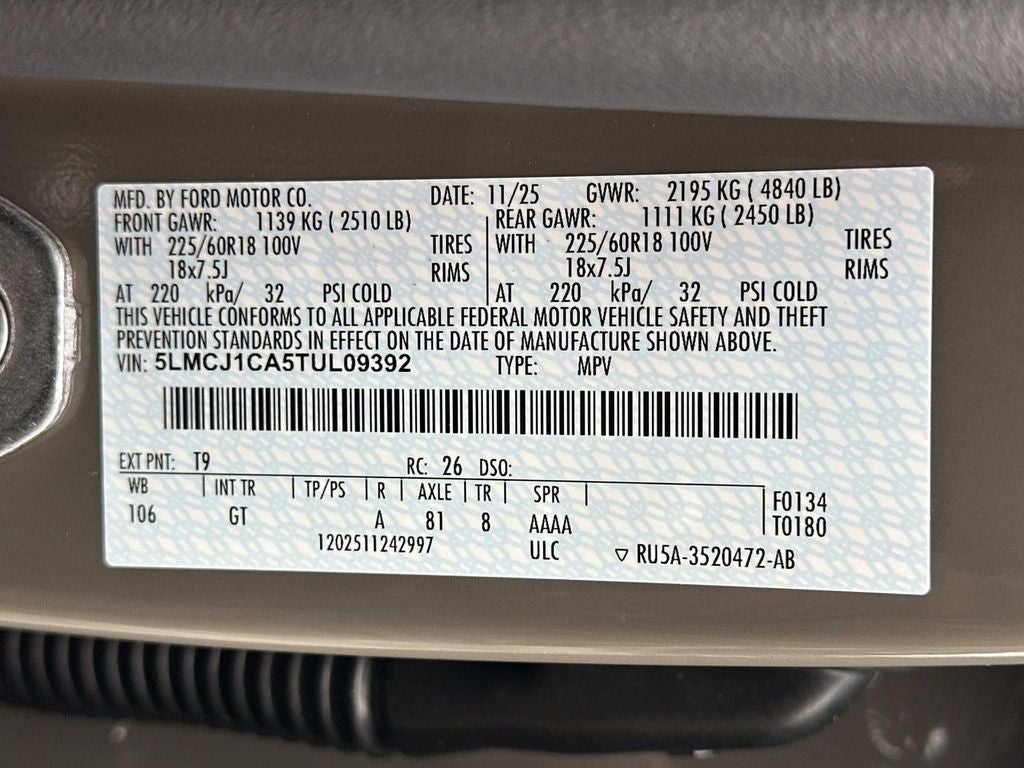 MFD. BY FORD MOTOR CO. DATE: 11/25 GVWR: 2195 KG ( 4840 LB)
FRONT GAWR: 1139 KG ( 2510 LB) REAR GAWR: 1111 KG ( 2450 LB)
WITH 225/60R18 100V TIRES WITH 225/60R18 100V TIRES
18x7.5J RIMS 18x7.5J RIMS
AT 220 kPa/ 32 PSI COLD AT 220 kPa/ 32 PSI COLD
THIS VEHICLE CONFORMS TO ALL APPLICABLE FEDERAL MOTOR VEHICLE SAFETY AND THEFT
PREVENTION STANDARDS IN EFFECT ON THE DATE OF MANUFACTURE SHOWN ABOVE.
VIN: 5LMCJ1CA5TUL09392 TYPE: MPV
EXT PNT: T9 RC: 26 DSO:
WB INT TR TP/PS R AXLE TR SPR F0134
106 GT A 81 8 AAAA T0180
1202511242997 ULC ▽ RU5A-3520472-AB